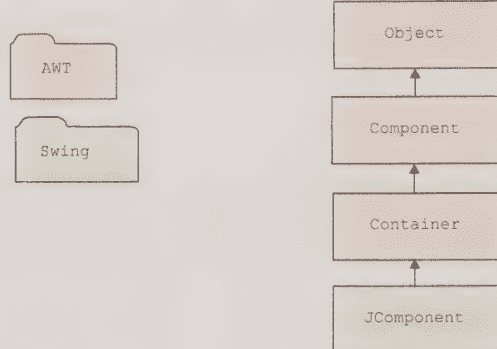 AWT
Swing
Object
Component
Container
JComponent